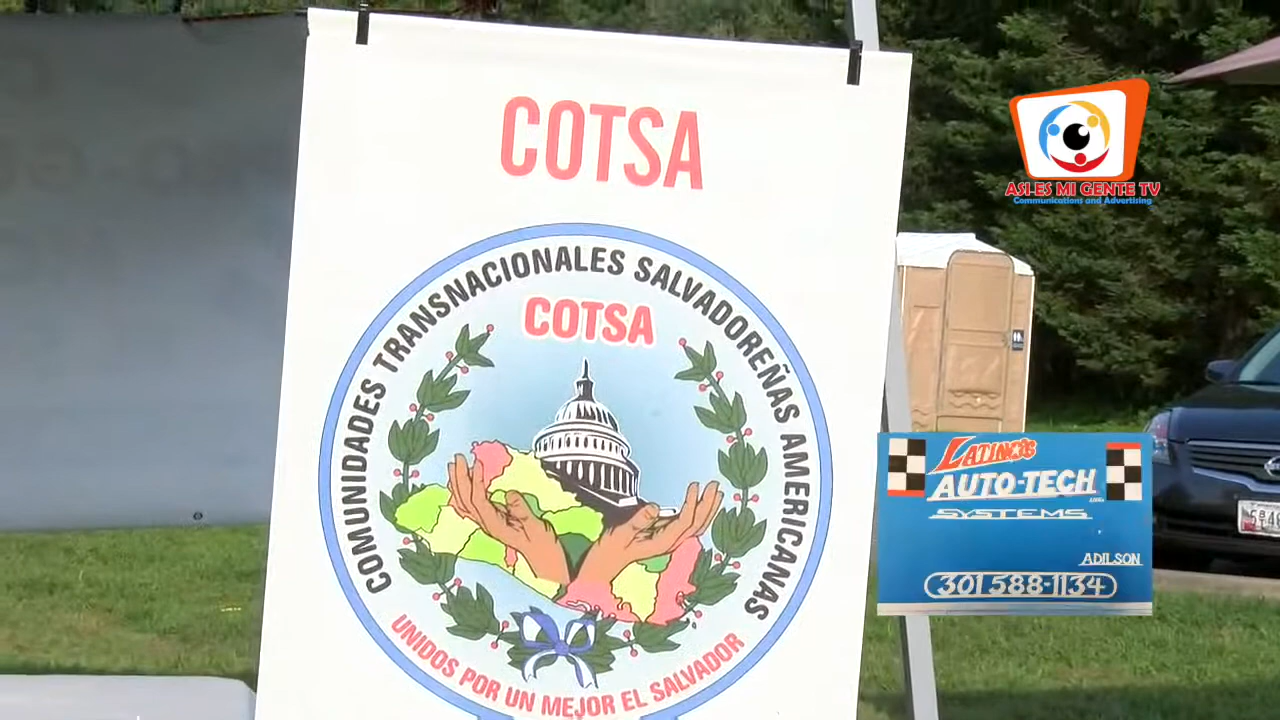 COTSA
COMUNIDADES TRANSNACIONALES SALVADOREÑAS AMERICANAS
COTSA
UNIDOS POR UN MEJOR EL SALVADOR
ASI ES MI GENTE TV
Communications and Advertising
LATINO'S
AUTO-TECH
SYSTEMS
ADILSON
301.588-1134